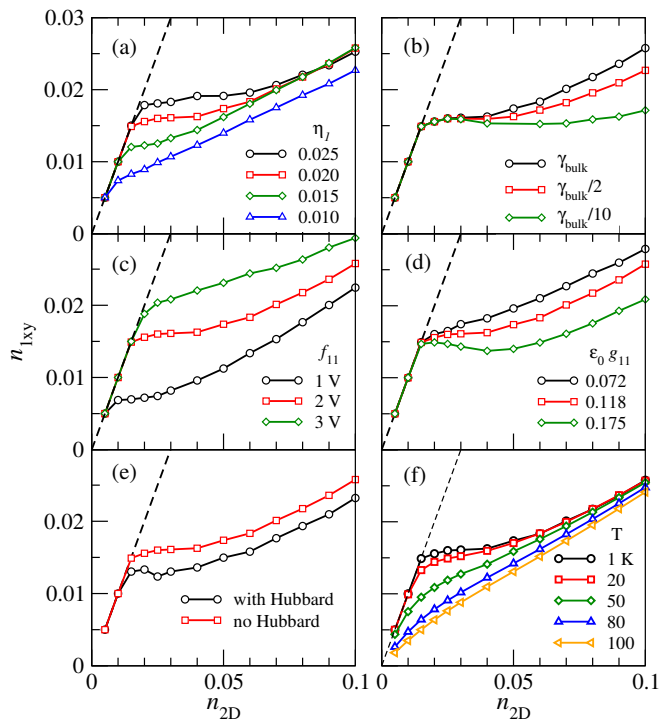 (a)
0.03
0.02
0.01
0
η1
0.025
0.020
0.015
0.010
(b)
γbulk
γbulk/2
γbulk/10
(c)
0.02
0.01
0
n1xy
f11
1 V
2 V
3 V
(d)
ε0 g11
0.072
0.118
0.175
(e)
0.02
0.01
0
with Hubbard
no Hubbard
0
0.05
n2D
(f)
T
1 K
20
50
80
100
0
0.05
0.1
n2D